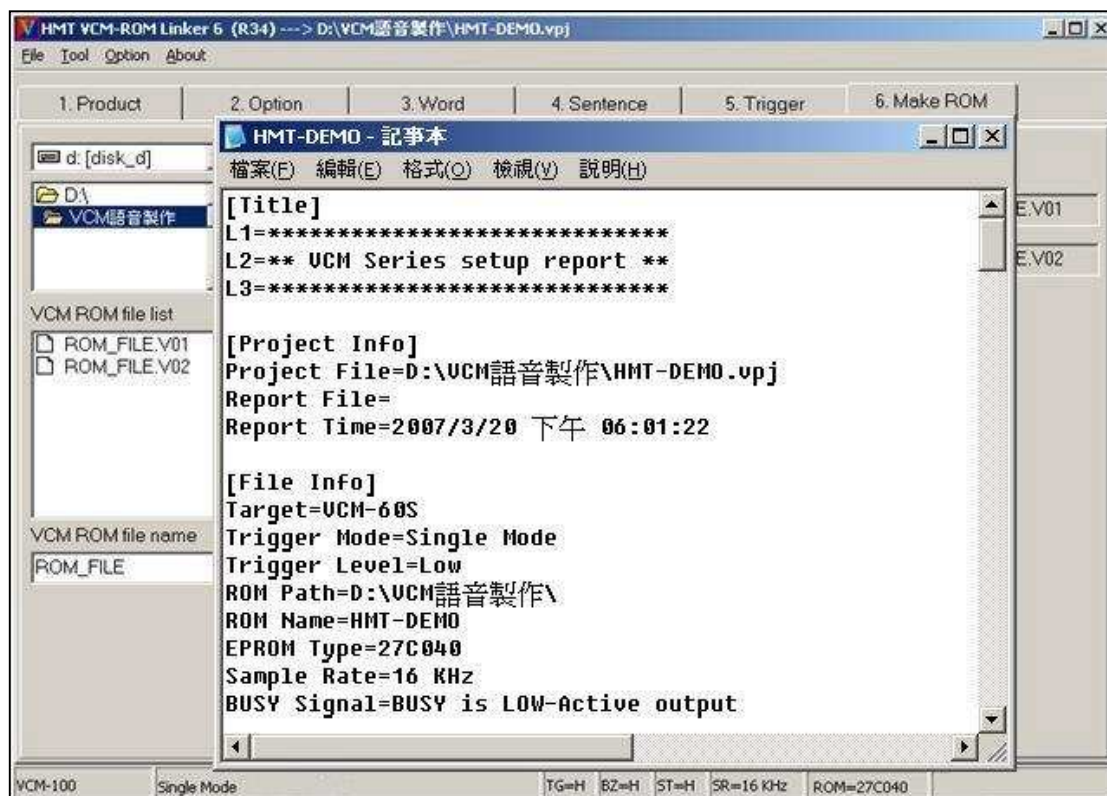 HMT VCM-ROM Linker 6 (R34) ---> D:\VCM語音製作\HMT-DEMO.vpj
File Tool Option About
1. Product
2. Option
3. Word
4. Sentence
5. Trigger
6. Make ROM
d: [disk_d]
D:\
VCM語音製作
VCM ROM file list
ROM_FILE.V01
ROM_FILE.V02
VCM ROM file name
ROM_FILE
E.V01
E.V02
HMT-DEMO - 記事本
檔案(F) 編輯(E) 格式(O) 檢視(V) 說明(H)
[Title]
L1=******************************
L2=** VCM Series setup report **
L3=******************************
[Project Info]
Project File=D:\VCM語音製作\HMT-DEMO.vpj
Report File=
Report Time=2007/3/20 下午 06:01:22
[File Info]
Target=VCM-60S
Trigger Mode=Single Mode
Trigger Level=Low
ROM Path=D:\VCM語音製作\
ROM Name=HMT-DEMO
EPROM Type=27C040
Sample Rate=16 KHz
BUSY Signal=BUSY is LOW-Active output
VCM-100 Single Mode TG=H BZ=H ST=H SR=16 KHz ROM=27C040